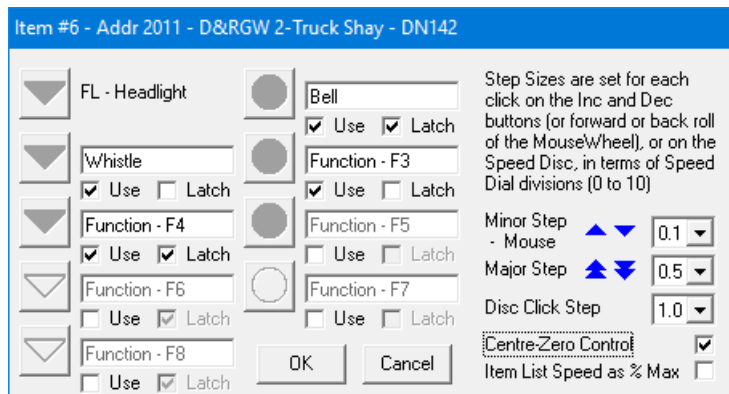 Item #6 - Addr 2011 - D&RGW 2-Truck Shay - DN142
FL - Headlight
Whistle
Use Latch
Function - F4
Use Latch
Function - F6
Use Latch
Function - F8
Use Latch
Bell
Use Latch
Function - F3
Use Latch
Function - F5
Use Latch
Function - F7
Use Latch
OK Cancel
Step Sizes are set for each
click on the Inc and Dec
buttons (or forward or back roll
of the MouseWheel), or on the
Speed Disc, in terms of Speed
Dial divisions (0 to 10)
Minor Step
- Mouse 0.1
Major Step 0.5
Disc Click Step 1.0
Centre-Zero Control
Item List Speed as % Max